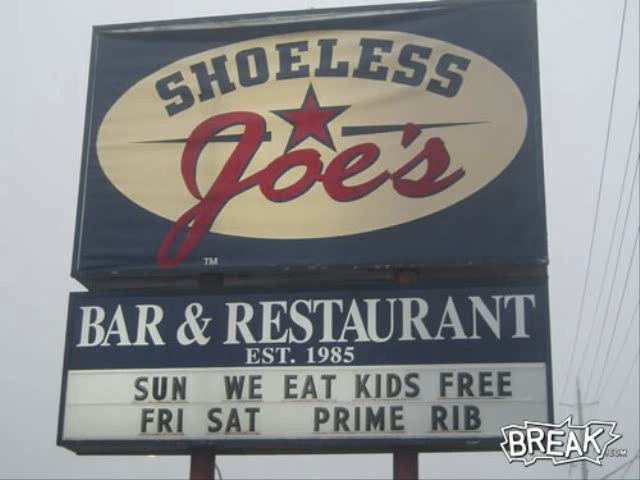 SHOELESS
Joe's
TM
BAR & RESTAURANT
EST. 1985
SUN WE EAT KIDS FREE
FRI SAT PRIME RIB
BREAK.COM